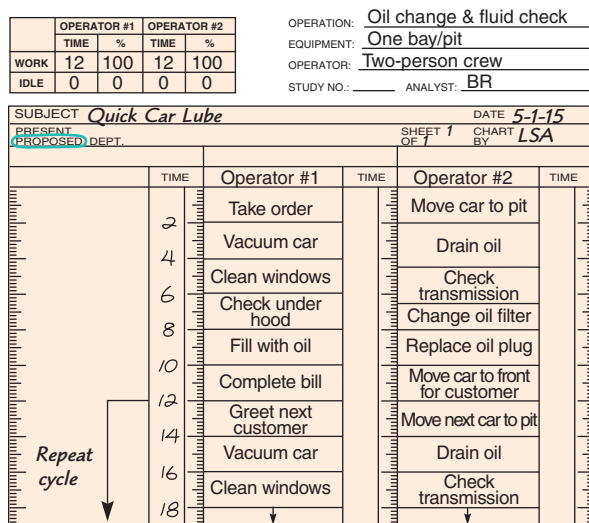 OPERATOR #1 OPERATOR #2
TIME % TIME %
WORK 12 100 12 100
IDLE 0 0 0 0
OPERATION: Oil change & fluid check
EQUIPMENT: One bay/pit
OPERATOR: Two-person crew
STUDY NO.: ANALYST: BR
SUBJECT Quick Car Lube DATE 5-1-15
PRESENT
PROPOSED DEPT. SHEET 1 OF 1 CHART BY LSA
TIME Operator #1 TIME Operator #2 TIME
Take order Move car to pit
2
Vacuum car Drain oil
4
Clean windows Check transmission
6
Check under hood Change oil filter
8
Fill with oil Replace oil plug
10
Complete bill Move car to front for customer
12
Greet next customer Move next car to pit
14
Repeat cycle
Vacuum car Drain oil
16
Clean windows Check transmission
18